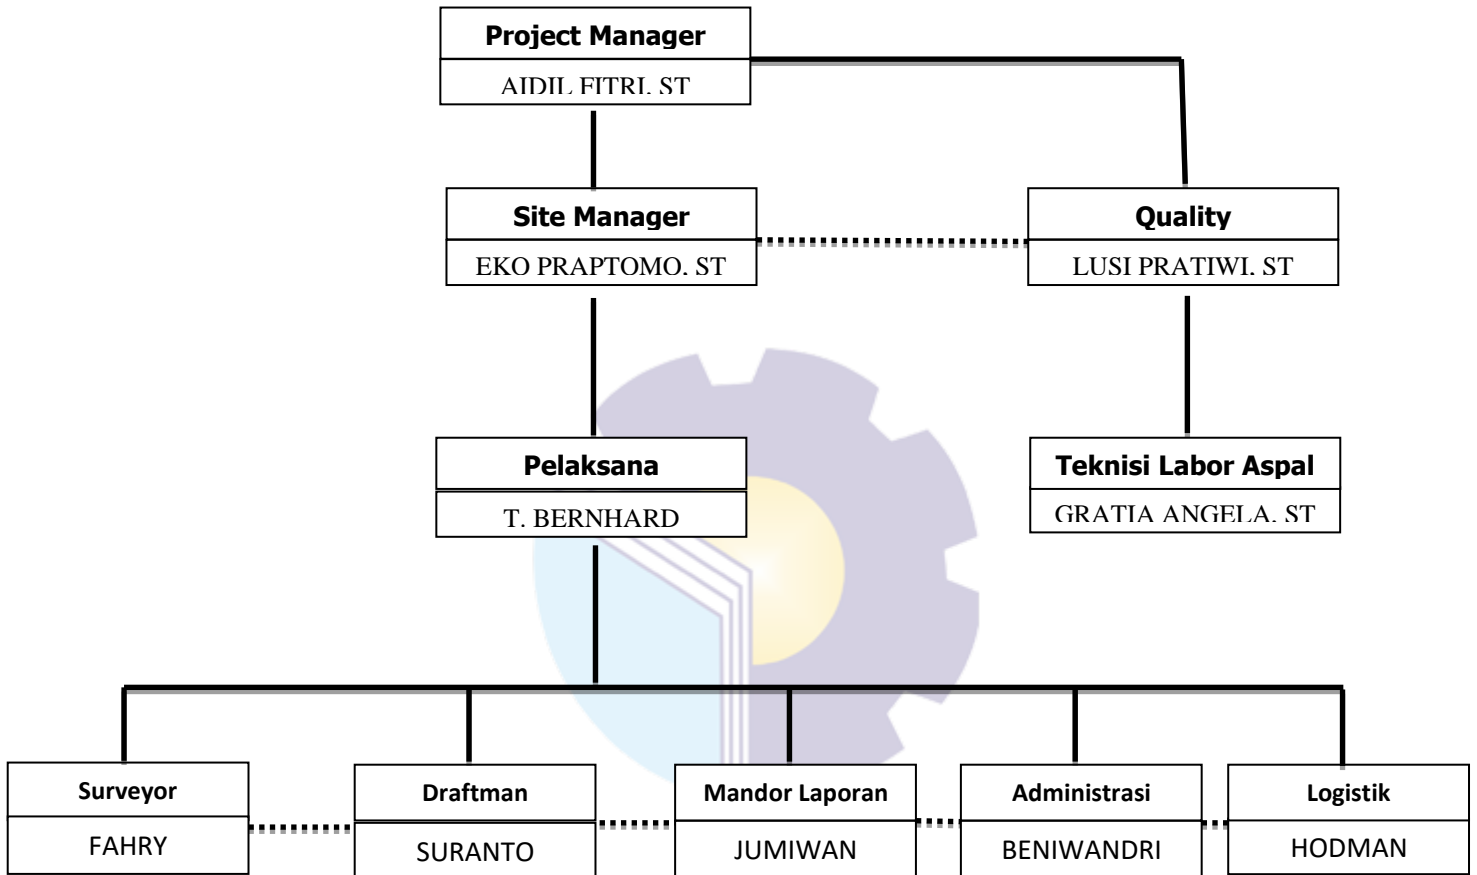 Project Manager
AIDIL FITRI, ST
Site Manager
EKO PRAPTOMO, ST
Quality
LUSI PRATIWI, ST
Pelaksana
T. BERNHARD
Teknisi Labor Aspal
GRATIA ANGELA, ST
Surveyor
FAHRY
Draftman
SURANTO
Mandor Laporan
JUMIWAN
Administrasi
BENIWANDRI
Logistik
HODMAN